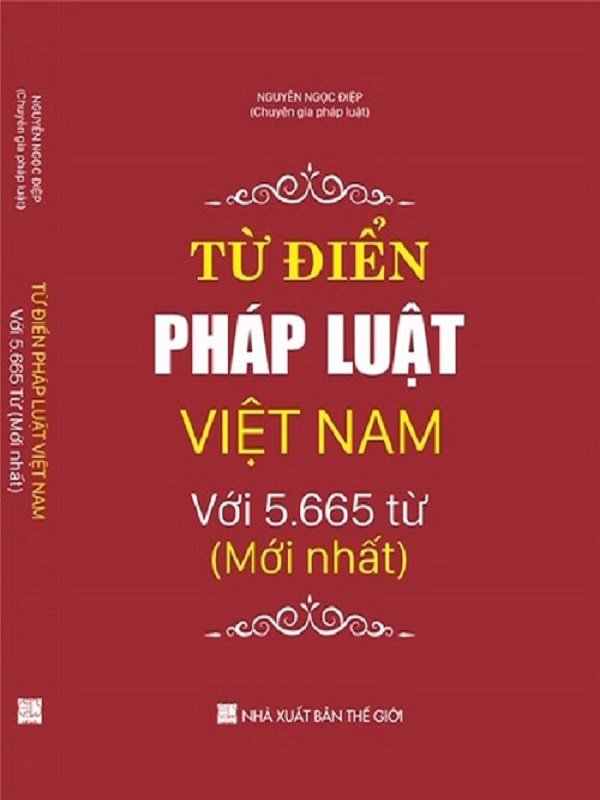 NGUYỄN NGỌC ĐIỆP
(Chuyên gia pháp luật)
TỪ ĐIỂN PHÁP LUẬT VIỆT NAM
Với 5.665 Từ (Mới nhất)
NGUYỄN NGỌC ĐIỆP
(Chuyên gia pháp luật)
TỪ ĐIỂN
PHÁP LUẬT
VIỆT NAM
Với 5.665 từ
(Mới nhất)
NHÀ XUẤT BẢN THẾ GIỚI